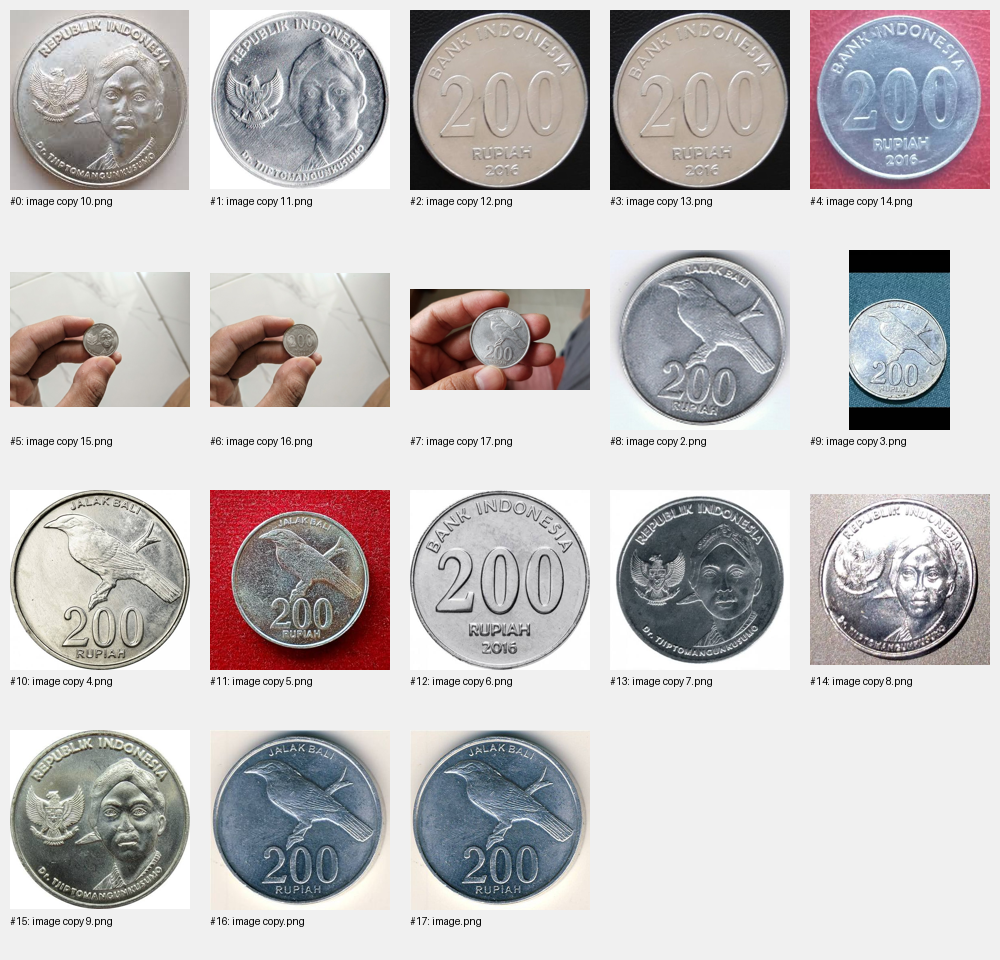 REPUBLIK INDONESIA
Dr. TJIPTOMANGUNKUSUMO
#0: image copy 10.png
REPUBLIK INDONESIA
Dr. TJIPTOMANGUNKUSUMO
#1: image copy 11.png
BANK INDONESIA
200
RUPIAH
2016
#2: image copy 12.png
BANK INDONESIA
200
RUPIAH
2016
#3: image copy 13.png
BANK INDONESIA
200
RUPIAH
2016
#4: image copy 14.png
#5: image copy 15.png
#6: image copy 16.png
200
#7: image copy 17.png
JALAK BALI
200
RUPIAH
#8: image copy 2.png
JALAK BALI
200
RUPIAH
#9: image copy 3.png
JALAK BALI
200
RUPIAH
#10: image copy 4.png
JALAK BALI
200
RUPIAH
#11: image copy 5.png
BANK INDONESIA
200
RUPIAH
2016
#12: image copy 6.png
REPUBLIK INDONESIA
Dr. TJIPTOMANGUNKUSUMO
#13: image copy 7.png
REPUBLIK INDONESIA
Dr. TJIPTOMANGUNKUSUMO
#14: image copy 8.png
REPUBLIK INDONESIA
Dr. TJIPTOMANGUNKUSUMO
#15: image copy 9.png
JALAK BALI
200
RUPIAH
#16: image copy.png
JALAK BALI
200
RUPIAH
#17: image.png